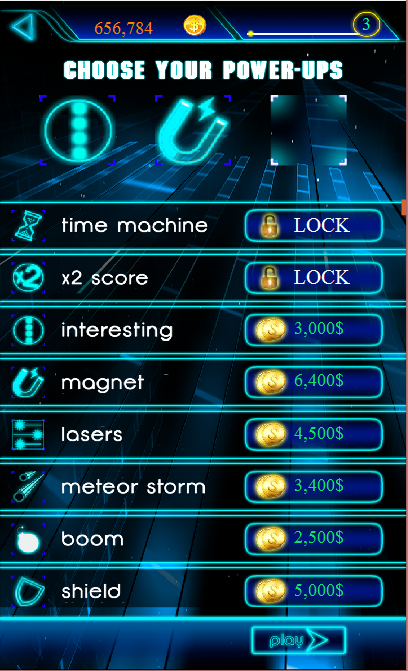 656,784
3
CHOOSE YOUR POWER-UPS
time machine LOCK
x2
x2 score LOCK
interesting 3,000$
magnet 6,400$
lasers 4,500$
meteor storm 3,400$
boom 2,500$
shield 5,000$
play